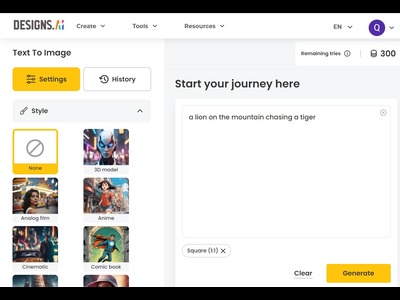 DESIGNS.AI Create Tools Resources EN Q
Text To Image
Remaining tries 300
Settings History
Start your journey here
Style
a lion on the mountain chasing a tiger
None 3D model
Analog film Anime
Square (1:1)
Cinematic Comic book
Clear Generate